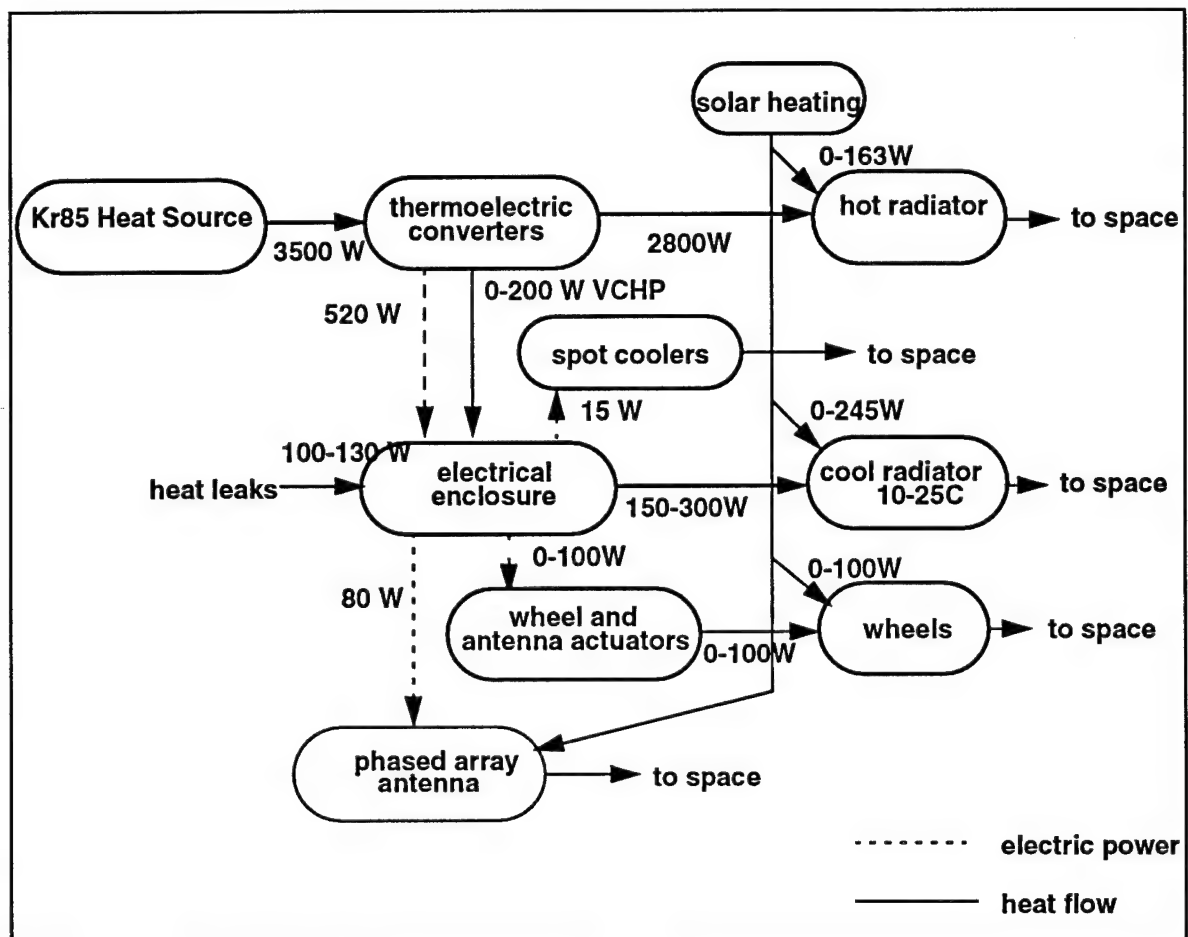 solar heating
0-163W
Kr85 Heat Source
thermoelectric
converters
hot radiator
to space
3500 W
2800W
520 W
0-200 W VCHP
spot coolers
to space
15 W
0-245W
100-130 W
heat leaks
electrical
enclosure
cool radiator
10-25C
to space
150-300W
0-100W
0-100W
80 W
wheel and
antenna actuators
wheels
to space
0-100W
phased array
antenna
to space
electric power
heat flow